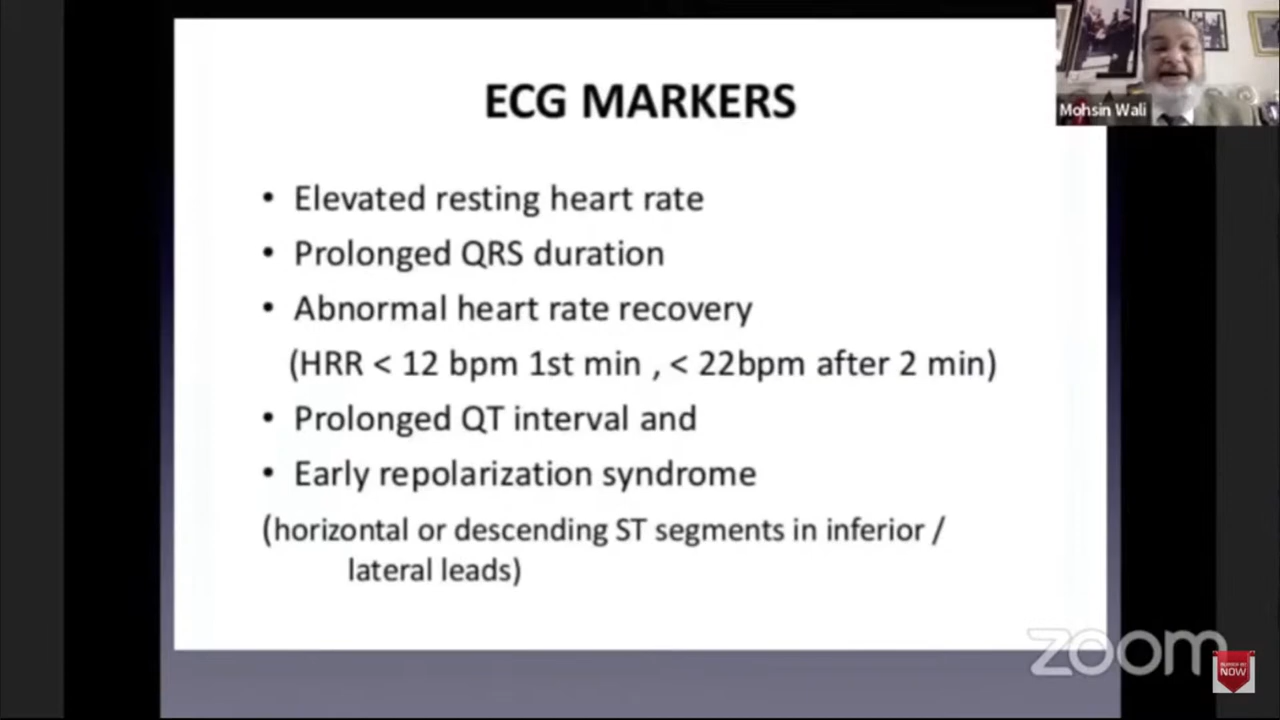 ECG MARKERS
Mohsin Wali
• Elevated resting heart rate
• Prolonged QRS duration
• Abnormal heart rate recovery
(HRR < 12 bpm 1st min , < 22bpm after 2 min)
• Prolonged QT interval and
• Early repolarization syndrome
(horizontal or descending ST segments in inferior /
lateral leads)
zoom
NOW